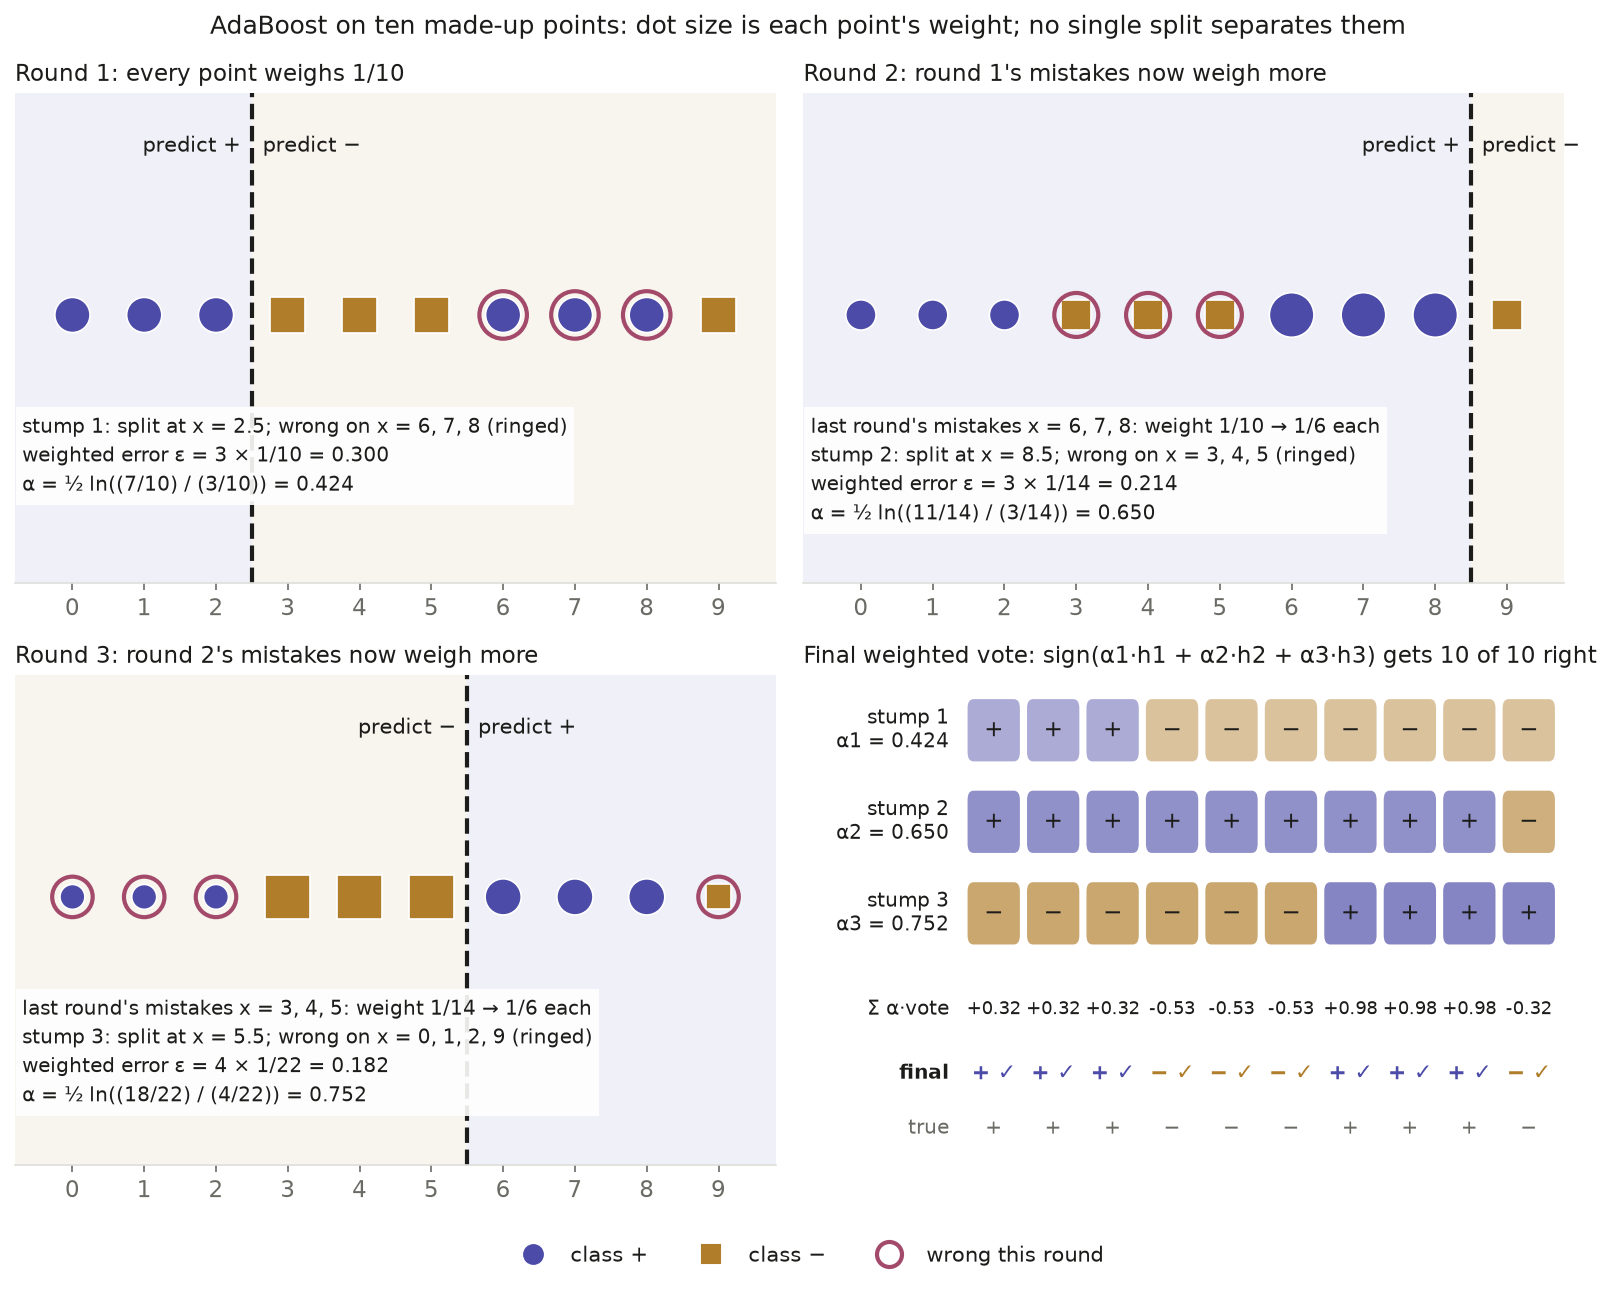 AdaBoost on ten made-up points: dot size is each point's weight; no single split separates them
Round 1: every point weighs 1/10
predict + predict −
stump 1: split at x = 2.5; wrong on x = 6, 7, 8 (ringed)
weighted error ε = 3 × 1/10 = 0.300
α = ½ ln((7/10) / (3/10)) = 0.424
0 1 2 3 4 5 6 7 8 9
Round 2: round 1's mistakes now weigh more
predict + predict −
last round's mistakes x = 6, 7, 8: weight 1/10 → 1/6 each
stump 2: split at x = 8.5; wrong on x = 3, 4, 5 (ringed)
weighted error ε = 3 × 1/14 = 0.214
α = ½ ln((11/14) / (3/14)) = 0.650
0 1 2 3 4 5 6 7 8 9
Round 3: round 2's mistakes now weigh more
predict − predict +
last round's mistakes x = 3, 4, 5: weight 1/14 → 1/6 each
stump 3: split at x = 5.5; wrong on x = 0, 1, 2, 9 (ringed)
weighted error ε = 4 × 1/22 = 0.182
α = ½ ln((18/22) / (4/22)) = 0.752
0 1 2 3 4 5 6 7 8 9
Final weighted vote: sign(α1·h1 + α2·h2 + α3·h3) gets 10 of 10 right
stump 1
α1 = 0.424
+ + + − − − − − − −
stump 2
α2 = 0.650
+ + + + + + + + + −
stump 3
α3 = 0.752
− − − − − − + + + +
Σ α·vote +0.32 +0.32 +0.32 -0.53 -0.53 -0.53 +0.98 +0.98 +0.98 -0.32
final + ✓ + ✓ + ✓ − ✓ − ✓ − ✓ + ✓ + ✓ + ✓ − ✓
true + + + − − − + + + −
class + class − wrong this round